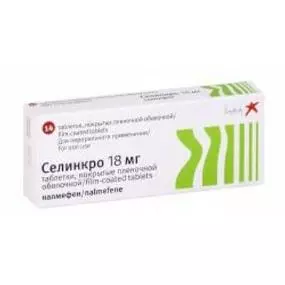 14
таблеток, покрытых пленочной оболочкой/
film-coated tablets
Для перорального применения/
For oral use
Селинкро 18 мг
таблетки, покрытые пленочной
оболочкой/film-coated tablets
налмефен/nalmefene